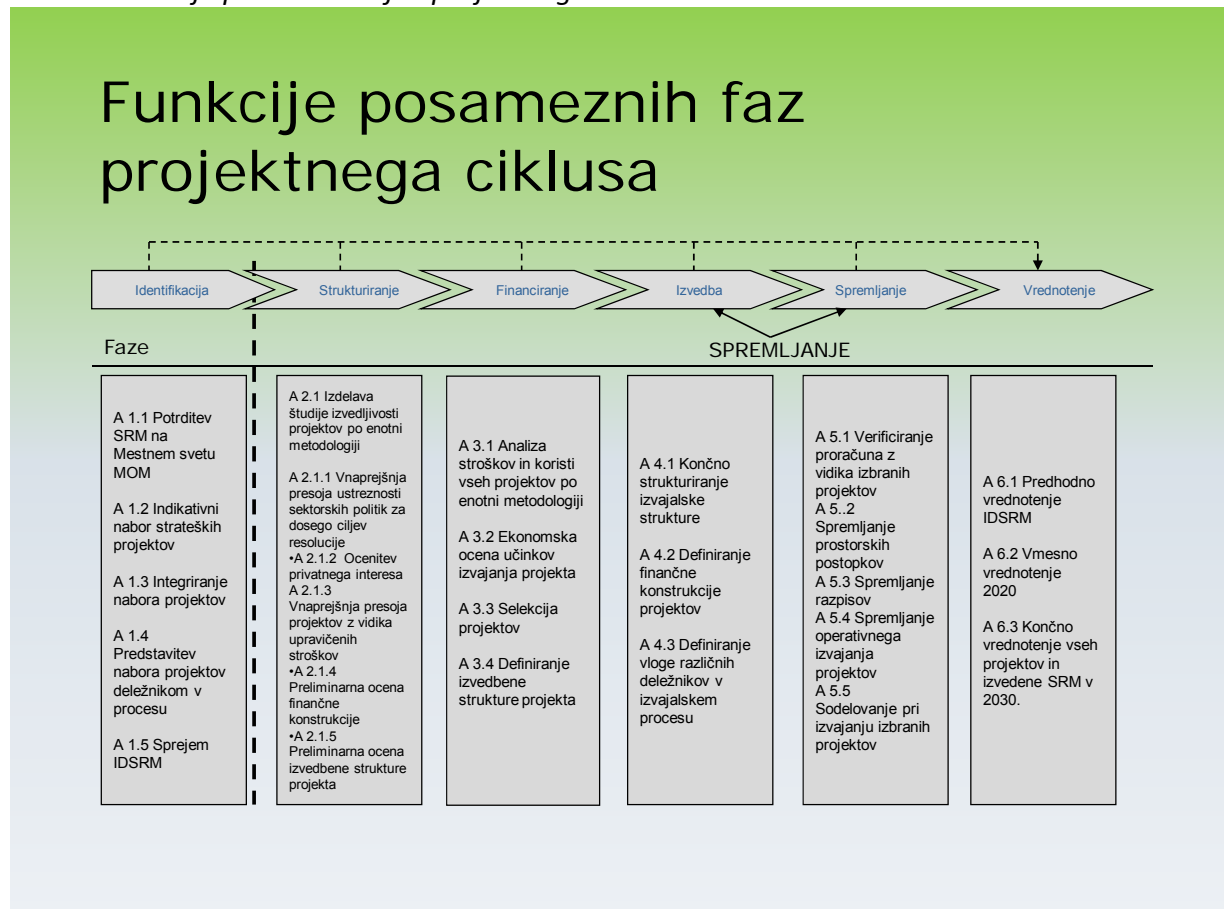 Funkcije posameznih faz
projektnega ciklusa
Identifikacija
Strukturiranje
Financiranje
Izvedba
Spremljanje
Vrednotenje
Faze
SPREMLJANJE
A 1.1 Potrditev
SRM na
Mestnem svetu
MOM
A 1.2 Indikativni
nabor strateških
projektov
A 1.3 Integriranje
nabora projektov
A 1.4
Predstavitev
nabora projektov
deležnikom v
procesu
A 1.5 Sprejem
IDSRM
A 2.1 Izdelava
študije izvedljivosti
projektov po enotni
metodologiji
A 2.1.1 Vnaprejšnja
presoja ustreznosti
sektorskih politik za
dosego ciljev
resolucije
•A 2.1.2 Ocenitev
privatnega interesa
A 2.1.3
Vnaprejšnja presoja
projektov z vidika
upravičenih
stroškov
•A 2.1.4
Preliminarna ocena
finančne
konstrukcije
•A 2.1.5
Preliminarna ocena
izvedbene strukture
projekta
A 3.1 Analiza
stroškov in koristi
vseh projektov po
enotni metodologiji
A 3.2 Ekonomska
ocena učinkov
izvajanja projekta
A 3.3 Selekcija
projektov
A 3.4 Definiranje
izvedbene
strukture projekta
A 4.1 Končno
strukturiranje
izvajalske
strukture
A 4.2 Definiranje
finančne
konstrukcije
projektov
A 4.3 Definiranje
vloge različnih
deležnikov v
izvajalskem
procesu
A 5.1 Verificiranje
proračuna z
vidika izbranih
projektov
A 5..2
Spremljanje
prostorskih
postopkov
A 5.3 Spremljanje
razpisov
A 5.4 Spremljanje
operativnega
izvajanja
projektov
A 5.5
Sodelovanje pri
izvajanju izbranih
projektov
A 6.1 Predhodno
vrednotenje
IDSRM
A 6.2 Vmesno
vrednotenje
2020
A 6.3 Končno
vrednotenje vseh
projektov in
izvedene SRM v
2030.